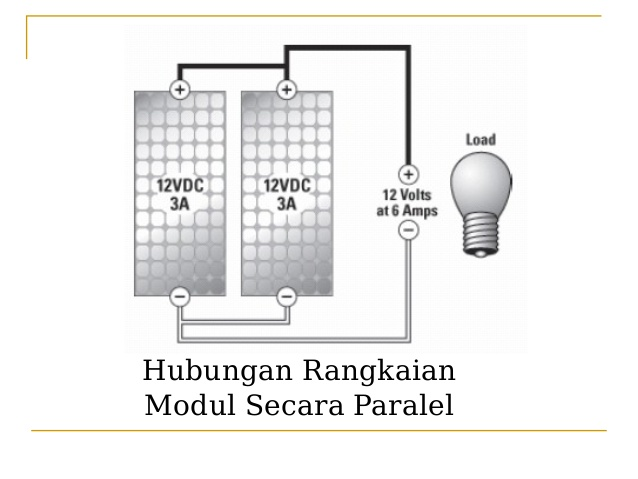 Load
12VDC
3A
12VDC
3A
12 Volts
at 6 Amps
+
+
+
−
−
−
Hubungan Rangkaian
Modul Secara Paralel